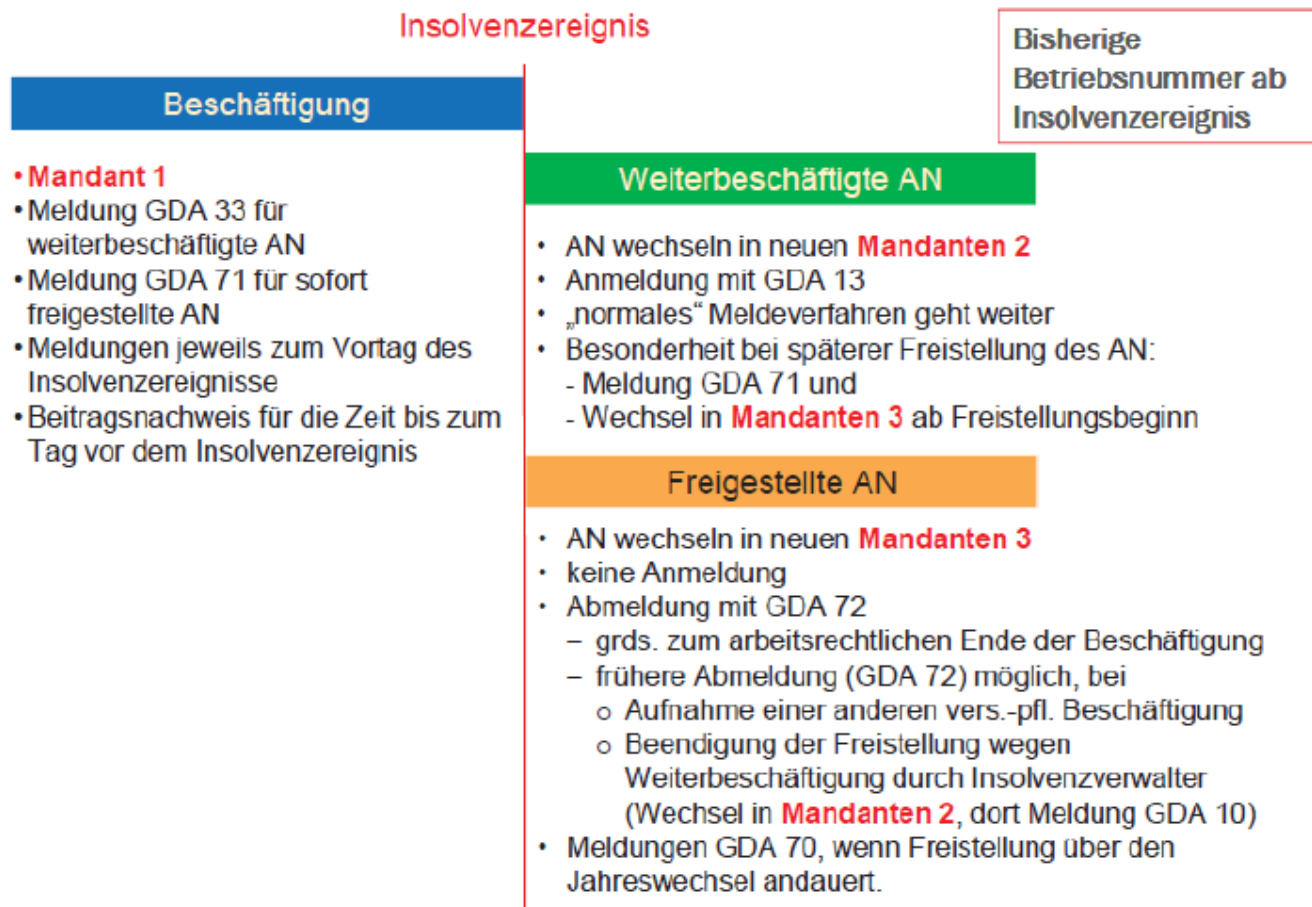 Insolvenzereignis
Bisherige
Betriebsnummer ab
Insolvenzereignis
Beschäftigung
• Mandant 1
• Meldung GDA 33 für
weiterbeschäftigte AN
• Meldung GDA 71 für sofort
freigestellte AN
• Meldungen jeweils zum Vortag des
Insolvenzereignisse
• Beitragsnachweis für die Zeit bis zum
Tag vor dem Insolvenzereignis
Weiterbeschäftigte AN
• AN wechseln in neuen Mandanten 2
• Anmeldung mit GDA 13
• „normales“ Meldeverfahren geht weiter
• Besonderheit bei späterer Freistellung des AN:
- Meldung GDA 71 und
- Wechsel in Mandanten 3 ab Freistellungsbeginn
Freigestellte AN
• AN wechseln in neuen Mandanten 3
• keine Anmeldung
• Abmeldung mit GDA 72
– grds. zum arbeitsrechtlichen Ende der Beschäftigung
– frühere Abmeldung (GDA 72) möglich, bei
o Aufnahme einer anderen vers.-pfl. Beschäftigung
o Beendigung der Freistellung wegen
Weiterbeschäftigung durch Insolvenzverwalter
(Wechsel in Mandanten 2, dort Meldung GDA 10)
• Meldungen GDA 70, wenn Freistellung über den
Jahreswechsel andauert.